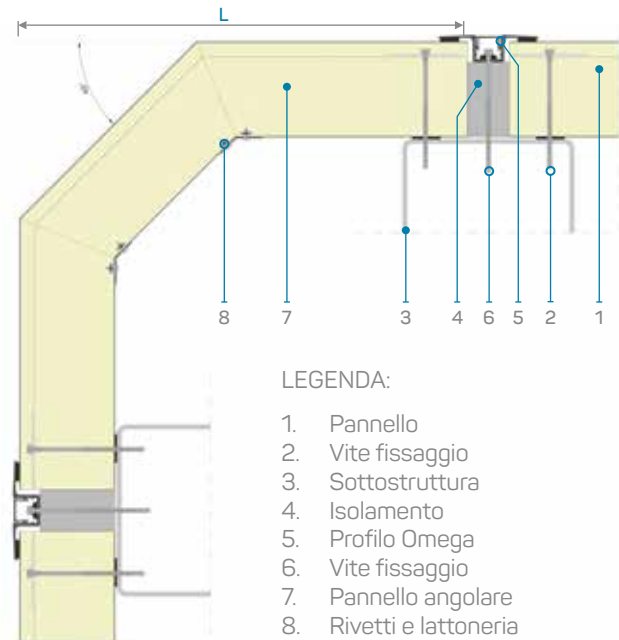 L
8 7 3 4 6 5 2 1
LEGENDA:
1. Pannello
2. Vite fissaggio
3. Sottostruttura
4. Isolamento
5. Profilo Omega
6. Vite fissaggio
7. Pannello angolare
8. Rivetti e lattoneria